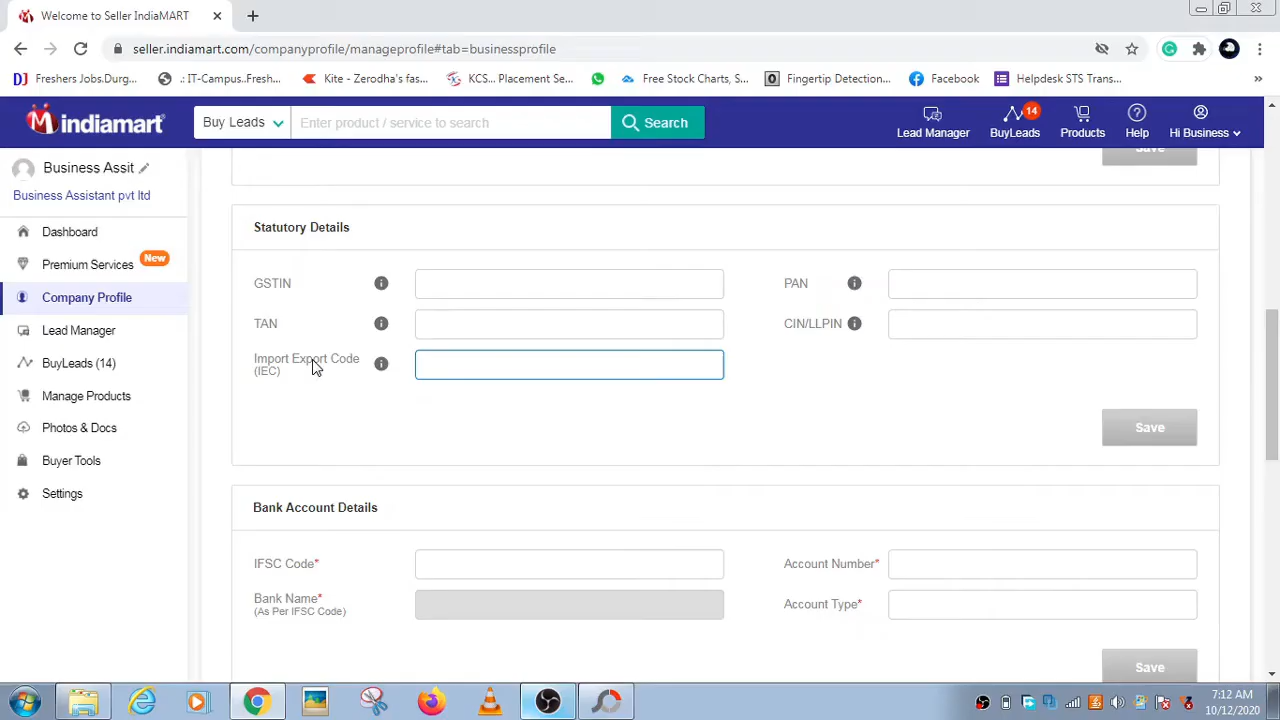 Welcome to Seller IndiaMART
seller.indiamart.com/companyprofile/manageprofile#tab=businessprofile
Freshers Jobs.Durg...
.: IT-Campus..Fresh...
Kite - Zerodha's fas...
KCS... Placement Se...
Free Stock Charts, S...
Fingertip Detection...
Facebook
Helpdesk STS Trans...
indiamart
Buy Leads
Enter product / service to search
Search
Lead Manager
14
BuyLeads
Products
Help
Hi Business
Business Assit
Business Assistant pvt ltd
Dashboard
Premium Services
New
Company Profile
Lead Manager
BuyLeads (14)
Manage Products
Photos & Docs
Buyer Tools
Settings
Save
Statutory Details
GSTIN
PAN
TAN
CIN/LLPIN
Import Export Code
(IEC)
Save
Bank Account Details
IFSC Code*
Account Number*
Bank Name*
(As Per IFSC Code)
Account Type*
Save
7:12 AM
10/12/2020